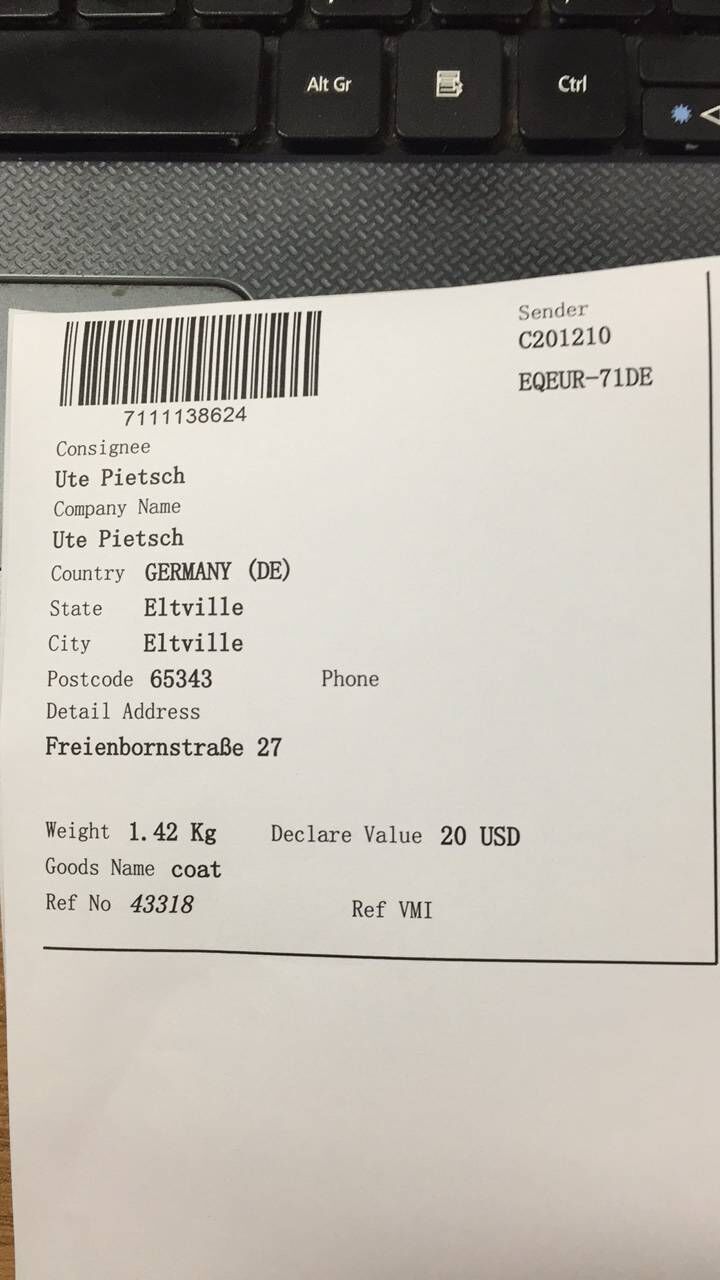 Alt Gr
Ctrl
7111138624
Sender
C201210
EQEUR-71DE
Consignee
Ute Pietsch
Company Name
Ute Pietsch
Country GERMANY (DE)
State Eltville
City Eltville
Postcode 65343 Phone
Detail Address
Freienbornstraße 27
Weight 1.42 Kg Declare Value 20 USD
Goods Name coat
Ref No 43318 Ref VMI